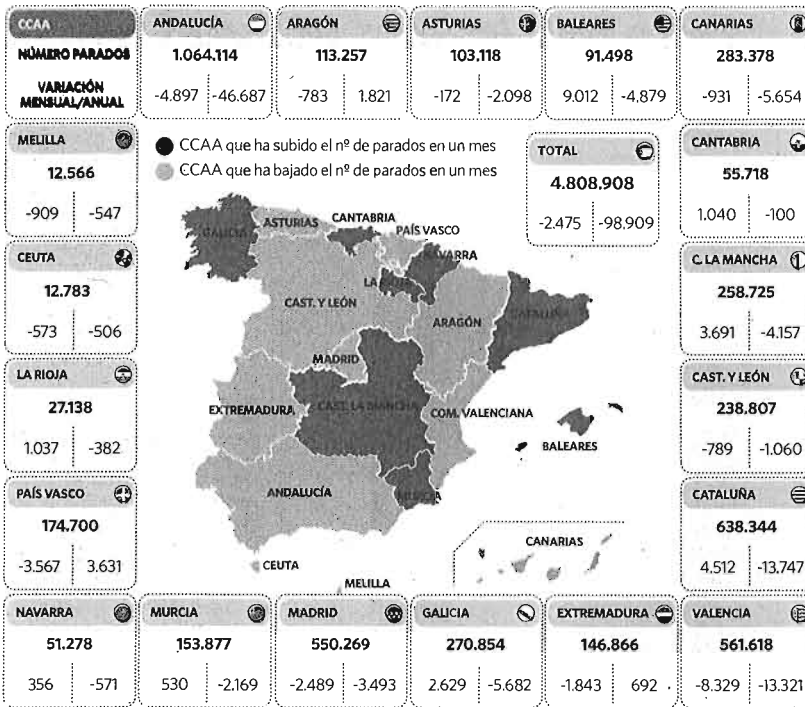 CCAA
NÚMERO PARADOS
VARIACIÓN
MENSUAL/ANUAL
ANDALUCÍA
1.064.114
-4.897 -46.687
ARAGÓN
113.257
-783 1.821
ASTURIAS
103.118
-172 -2.098
BALEARES
91.498
9.012 -4.879
CANARIAS
283.378
-931 -5.654
MELILLA
12.566
-909 -547
CEUTA
12.783
-573 -506
LA RIOJA
27.138
1.037 -382
PAÍS VASCO
174.700
-3.567 3.631
CCAA que ha subido el nº de parados en un mes
CCAA que ha bajado el nº de parados en un mes
TOTAL
4.808.908
-2.475 -98.909
GALICIA
ASTURIAS
CANTABRIA
PAÍS VASCO
NAVARRA
LA RIOJA
CAST. Y LEÓN
ARAGÓN
CATALUÑA
MADRID
EXTREMADURA
CAST. LA MANCHA
COM. VALENCIANA
BALEARES
ANDALUCÍA
MURCIA
CANARIAS
CEUTA
MELILLA
CANTABRIA
55.718
1.040 -100
C. LA MANCHA
258.725
3.691 -4.157
CAST. Y LEÓN
238.807
-789 -1.060
CATALUÑA
638.344
4.512 -13.747
NAVARRA
51.278
356 -571
MURCIA
153.877
530 -2.169
MADRID
550.269
-2.489 -3.493
GALICIA
270.854
2.629 -5.682
EXTREMADURA
146.866
-1.843 692
VALENCIA
561.618
-8.329 -13.321